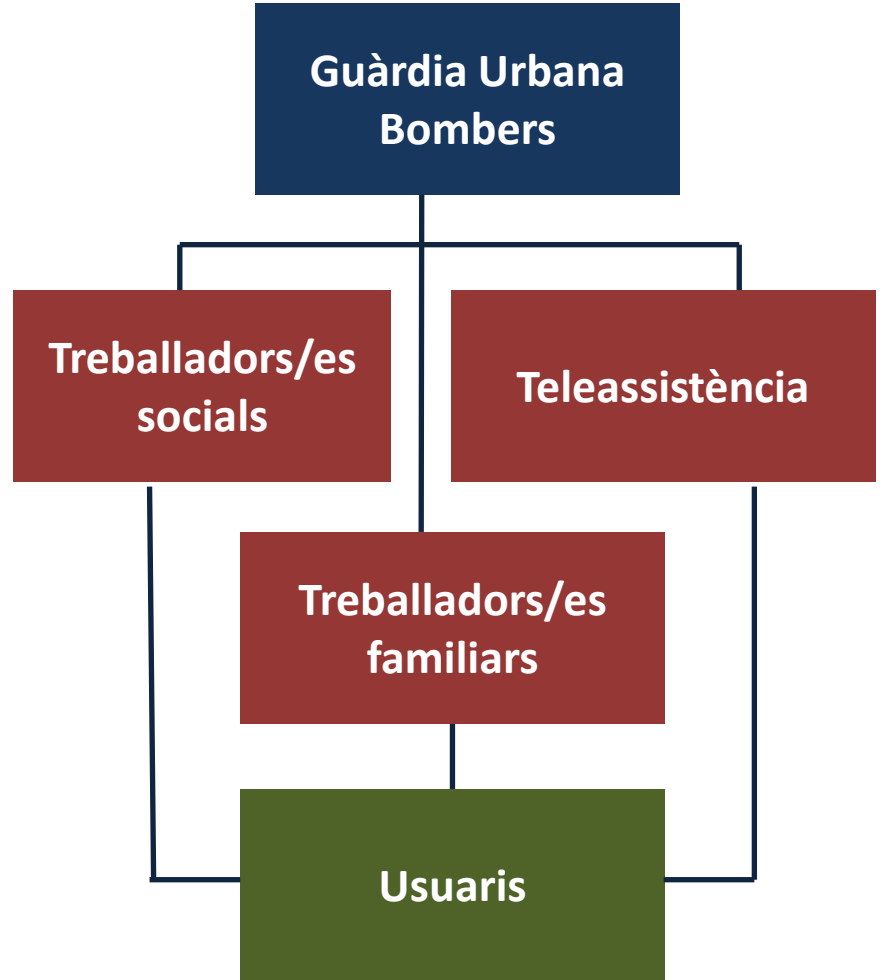 Guàrdia Urbana
Bombers
Treballadors/es
socials
Teleassistència
Treballadors/es
familiars
Usuaris